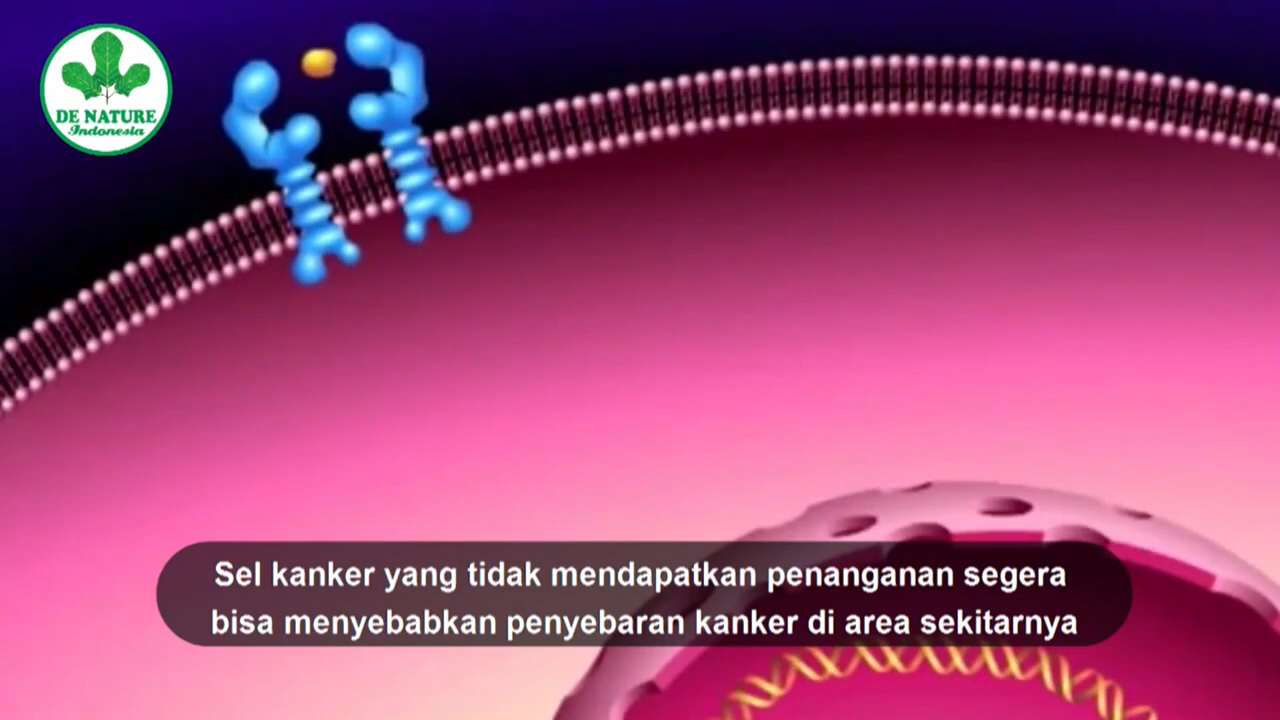 DE NATURE
Indonesia
Sel kanker yang tidak mendapatkan penanganan segera
bisa menyebabkan penyebaran kanker di area sekitarnya